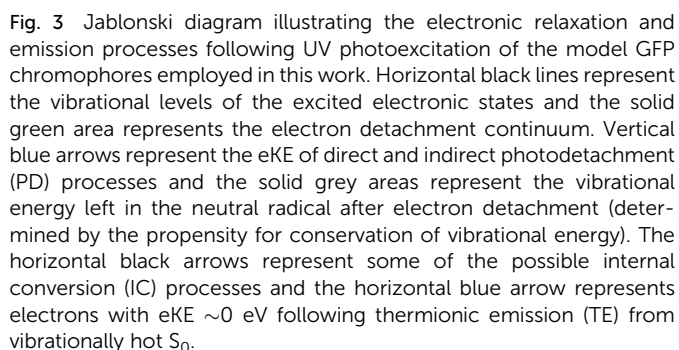 Fig. 3 Jablonski diagram illustrating the electronic relaxation and
emission processes following UV photoexcitation of the model GFP
chromophores employed in this work. Horizontal black lines represent
the vibrational levels of the excited electronic states and the solid
green area represents the electron detachment continuum. Vertical
blue arrows represent the eKE of direct and indirect photodetachment
(PD) processes and the solid grey areas represent the vibrational
energy left in the neutral radical after electron detachment (deter-
mined by the propensity for conservation of vibrational energy). The
horizontal black arrows represent some of the possible internal
conversion (IC) processes and the horizontal blue arrow represents
electrons with eKE ~0 eV following thermionic emission (TE) from
vibrationally hot S₀.